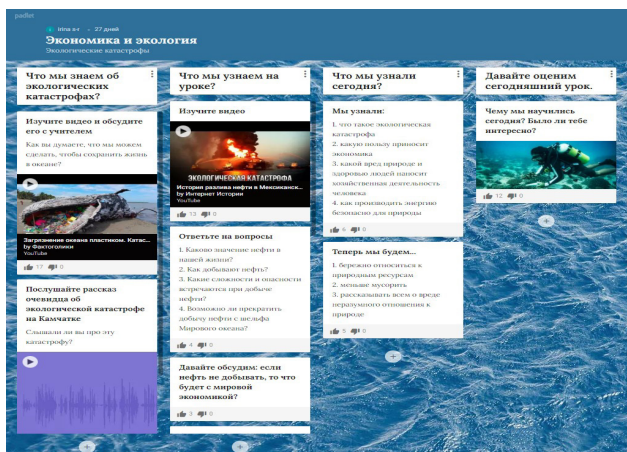 padlet
irina a-r • 27 дней
Экономика и экология
Экологические катастрофы
Что мы знаем об
экологических
катастрофах?
Изучите видео и обсудите
его с учителем
Как вы думаете, что мы можем
сделать, чтобы сохранить жизнь
в океане?
Загрязнение океана пластиком. Катас...
by Фактоголики
YouTube
17 0
Послушайте рассказ
очевидца об
экологической катастрофе
на Камчатке
Слышали ли вы про эту
катастрофу?
Что мы узнаем на
уроке?
Изучите видео
ЭКОЛОГИЧЕСКАЯ КАТАСТРОФА
История разлива нефти в Мексиканск...
by Интернет Истории
YouTube
13 0
Ответьте на вопросы
1. Каково значение нефти в
нашей жизни?
2. Как добывают нефть?
3. Какие сложности и опасности
встречаются при добыче
нефти?
4. Возможно ли прекратить
добычу нефти с шельфа
Мирового океана?
4 0
Давайте обсудим: если
нефть не добывать, то что
будет с мировой
экономикой?
3 0
Что мы узнали
сегодня?
Мы узнали:
1. что такое экологическая
катастрофа
2. какую пользу приносит
экономика
3. какой вред природе и
здоровью людей наносит
хозяйственная деятельность
человека
4. как производить энергию
безопасно для природы
6 0
Теперь мы будем...
1. бережно относиться к
природным ресурсам
2. меньше мусорить
3. рассказывать всем о вреде
неразумного отношения к
природе
5 0
Давайте оценим
сегодняшний урок.
Чему мы научились
сегодня? Было ли тебе
интересно?
12 0